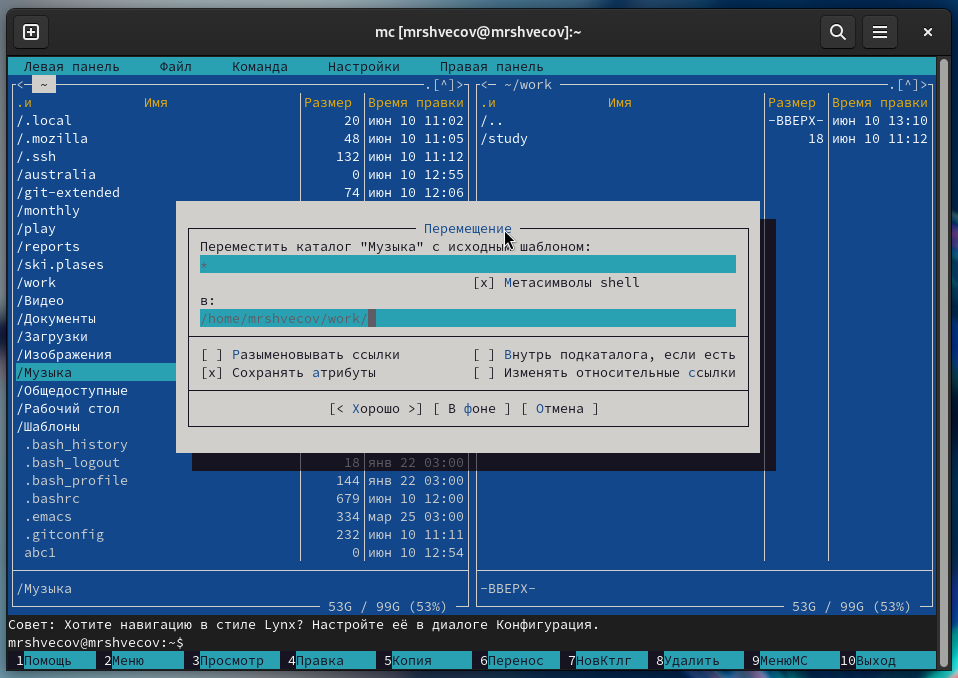 mc [mrshvecov@mrshvecov]:~
Левая панель Файл Команда Настройки Правая панель
<─ ~ .[^]> <─ ~/work .[^]>
.и Имя Размер Время правки .и Имя Размер Время правки
/.local 20 июн 10 11:02 /.. -ВВЕРХ- июн 10 13:10
/.mozilla 48 июн 10 11:05 /study 18 июн 10 11:12
/.ssh 132 июн 10 11:12
/australia 0 июн 10 12:55
/git-extended 74 июн 10 12:06
/monthly
/play
/reports
/ski.plases
/work
/Видео
/Документы
/Загрузки
/Изображения
/Музыка
/Общедоступные
/Рабочий стол
/Шаблоны
.bash_history
.bash_logout 18 янв 22 03:00
.bash_profile 144 янв 22 03:00
.bashrc 679 июн 10 12:00
.emacs 334 мар 25 03:00
.gitconfig 232 июн 10 11:11
abc1 0 июн 10 12:54
Перемещение
Переместить каталог "Музыка" с исходным шаблоном:
*
[x] Метасимволы shell
в:
/home/mrshvecov/work/
[ ] Разыменовывать ссылки [ ] Внутрь подкаталога, если есть
[x] Сохранять атрибуты [ ] Изменять относительные ссылки
[< Хорошо >] [ В фоне ] [ Отмена ]
/Музыка -ВВЕРХ-
53G / 99G (53%) 53G / 99G (53%)
Совет: Хотите навигацию в стиле Lynx? Настройте её в диалоге Конфигурация.
mrshvecov@mrshvecov:~$
1Помощь 2Меню 3Просмотр 4Правка 5Копия 6Перенос 7НовКтлг 8Удалить 9МенюMC 10Выход